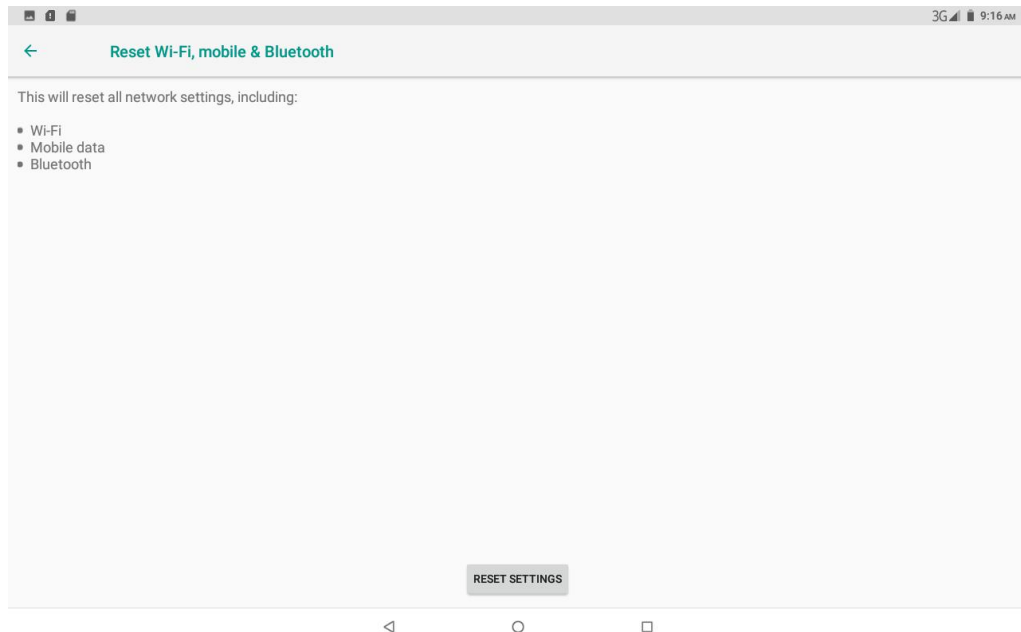 3G 9:16 AM
Reset Wi-Fi, mobile & Bluetooth
This will reset all network settings, including:
• Wi-Fi
• Mobile data
• Bluetooth
RESET SETTINGS